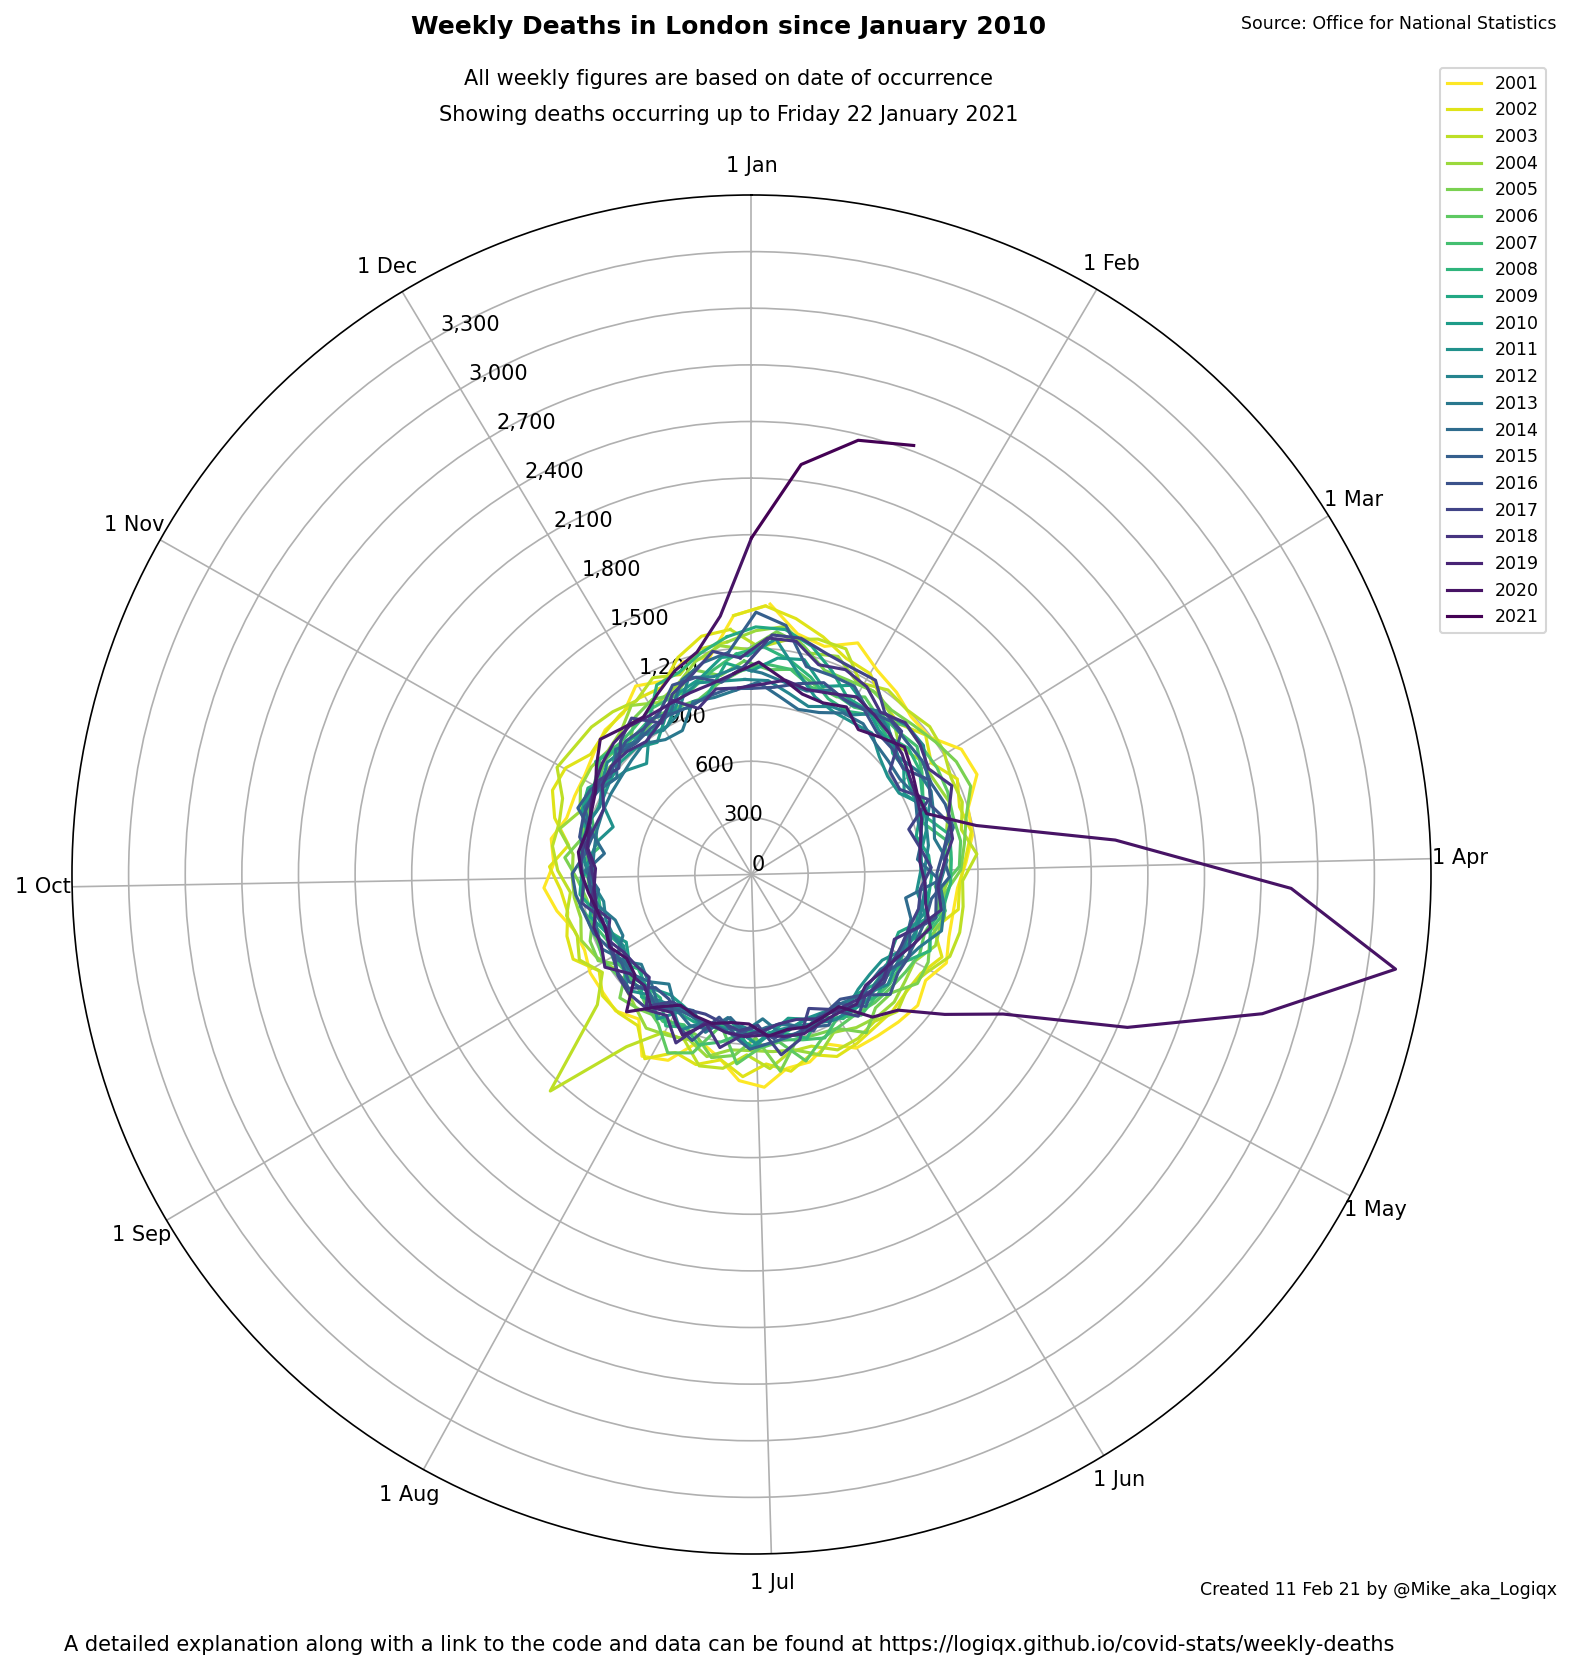 Weekly Deaths in London since January 2010
Source: Office for National Statistics
All weekly figures are based on date of occurrence
Showing deaths occurring up to Friday 22 January 2021
2001
2002
2003
2004
2005
2006
2007
2008
2009
2010
2011
2012
2013
2014
2015
2016
2017
2018
2019
2020
2021
1 Jan
1 Feb
1 Mar
1 Apr
1 May
1 Jun
1 Jul
1 Aug
1 Sep
1 Oct
1 Nov
1 Dec
3,300
3,000
2,700
2,400
2,100
1,800
1,500
1,200
900
600
300
0
Created 11 Feb 21 by @Mike_aka_Logiqx
A detailed explanation along with a link to the code and data can be found at https://logiqx.github.io/covid-stats/weekly-deaths